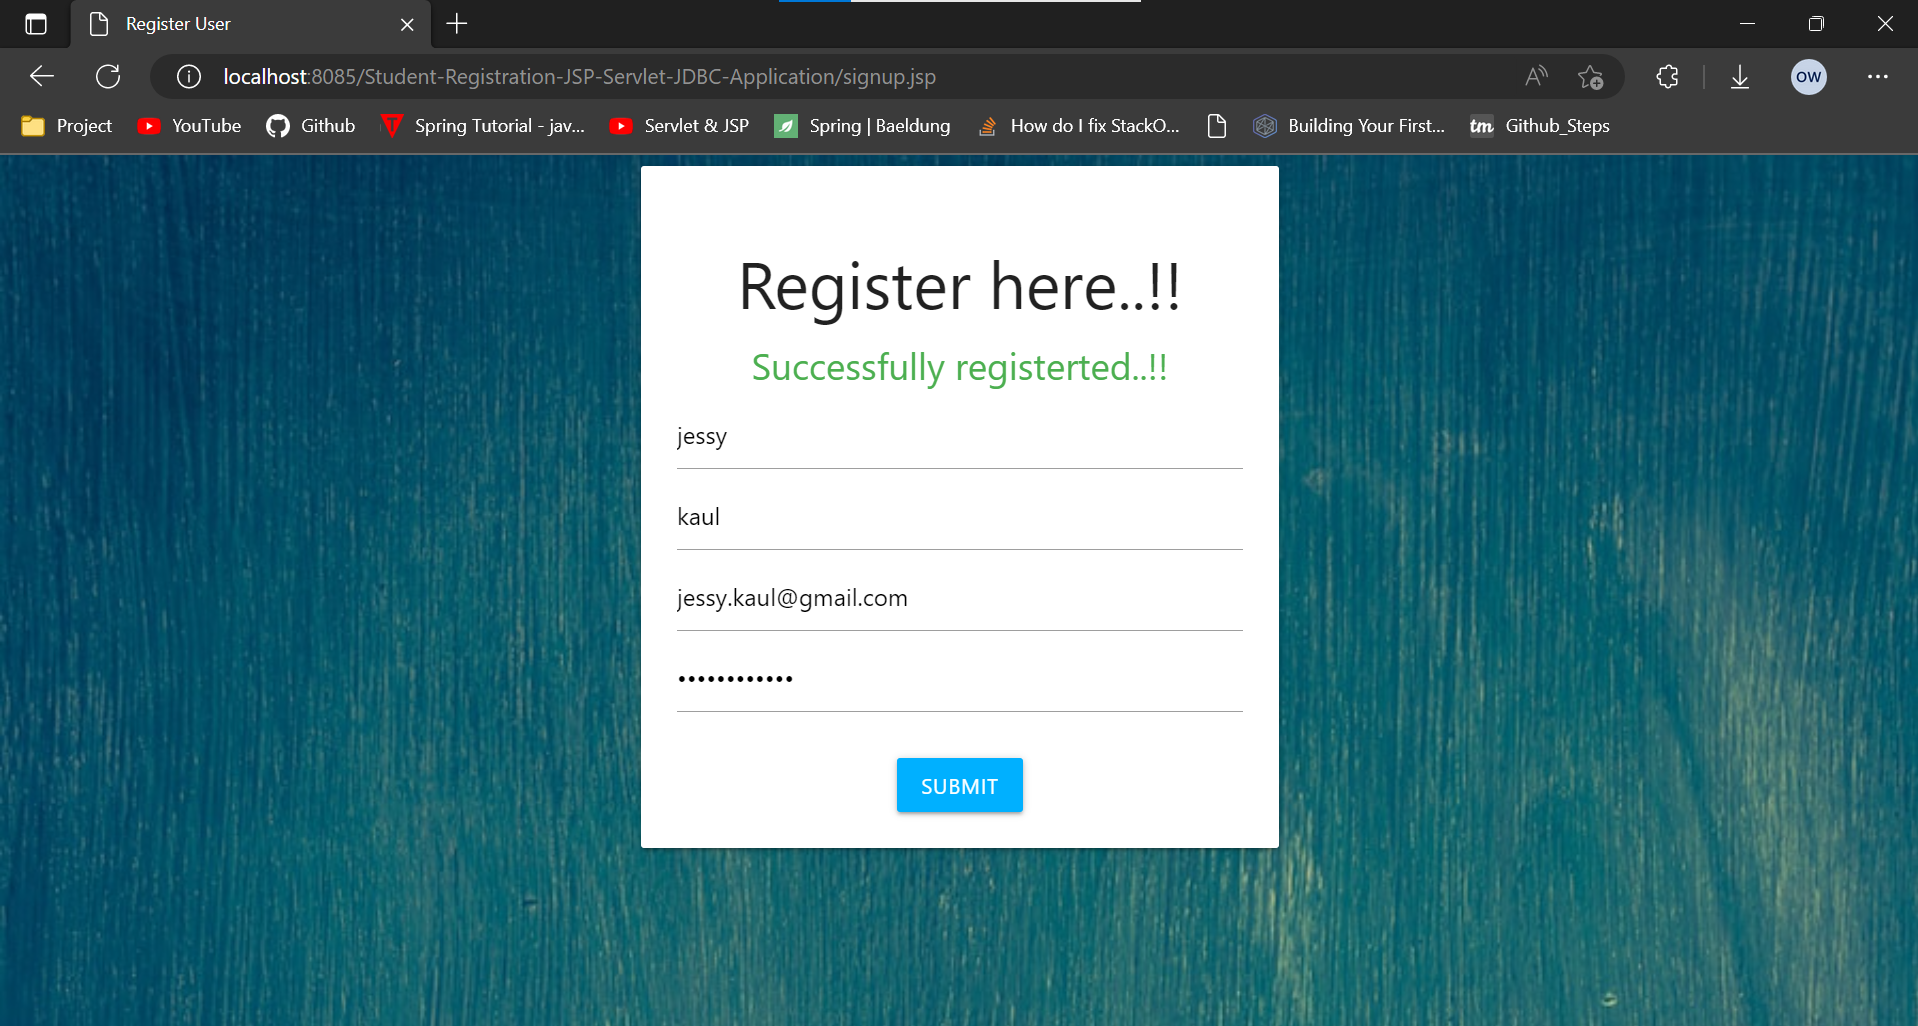 Register User
localhost:8085/Student-Registration-JSP-Servlet-JDBC-Application/signup.jsp
A
OW
Project YouTube Github Spring Tutorial - jav... Servlet & JSP Spring | Baeldung How do I fix StackO... Building Your First... tm Github_Steps
Register here..!!
Successfully registerted..!!
jessy
kaul
jessy.kaul@gmail.com
••••••••••••
SUBMIT